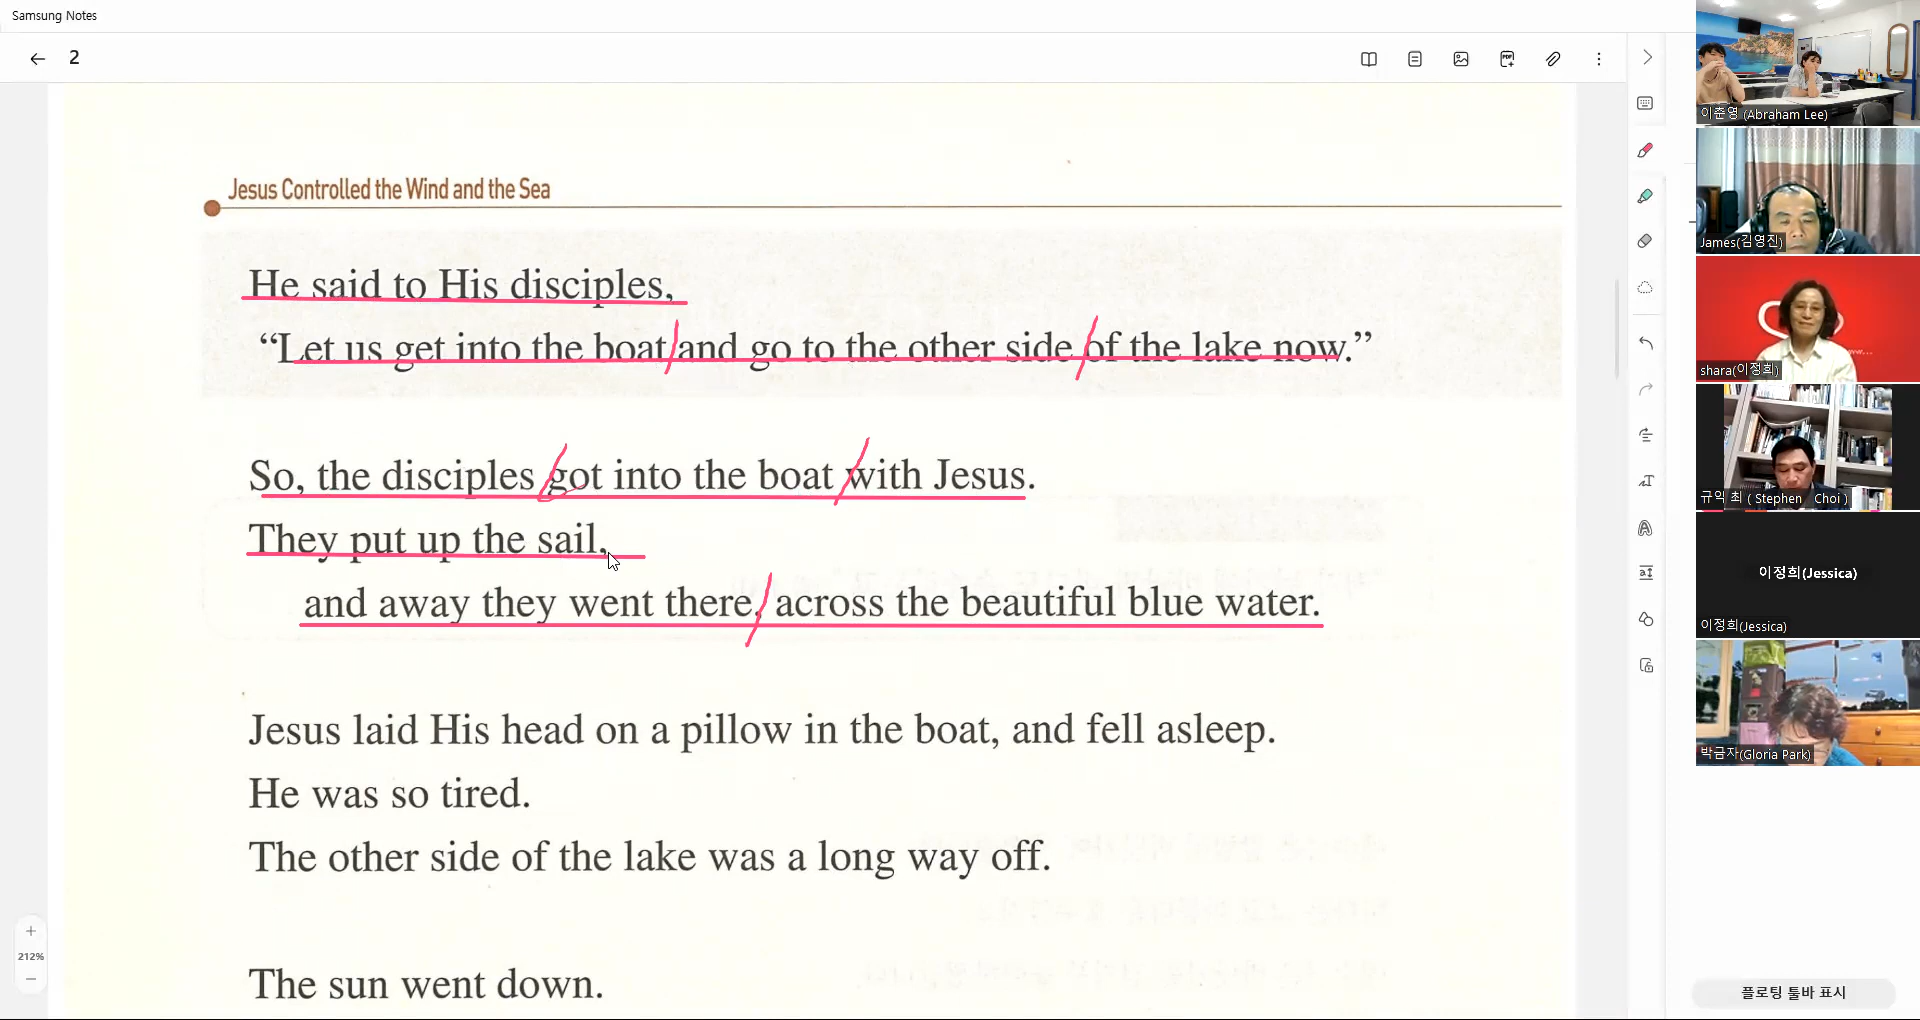 Samsung Notes
2
Jesus Controlled the Wind and the Sea
He said to His disciples,
“Let us get into the boat and go to the other side of the lake now.”
So, the disciples got into the boat with Jesus.
They put up the sail,
and away they went there, across the beautiful blue water.
Jesus laid His head on a pillow in the boat, and fell asleep.
He was so tired.
The other side of the lake was a long way off.
The sun went down.
212%
이춘영 (Abraham Lee)
James(김영진)
shara(이정희)
규익 최 ( Stephen Choi )
이정희(Jessica)
이정희(Jessica)
박금자(Gloria Park)
플로팅 툴바 표시